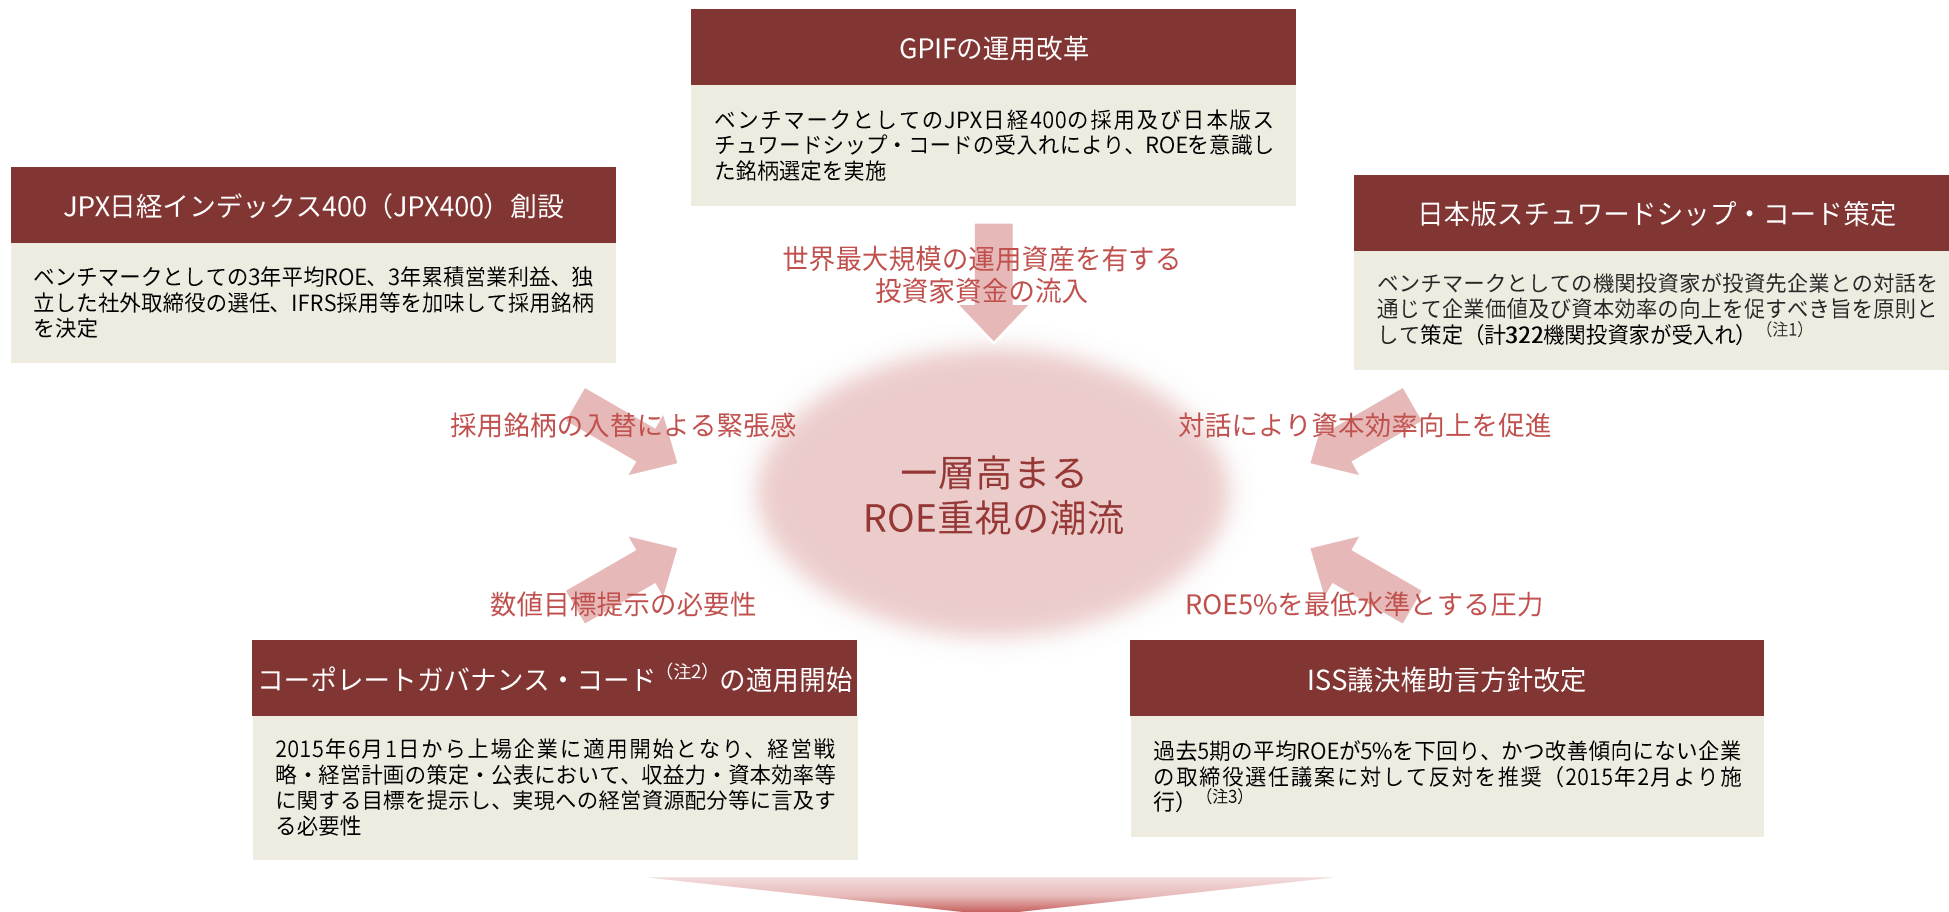 GPIFの運用改革
ベンチマークとしてのJPX日経400の採用及び日本版ス
チュワードシップ・コードの受入れにより、ROEを意識し
た銘柄選定を実施
JPX日経インデックス400（JPX400）創設
ベンチマークとしての3年平均ROE、3年累積営業利益、独
立した社外取締役の選任、IFRS採用等を加味して採用銘柄
を決定
日本版スチュワードシップ・コード策定
ベンチマークとしての機関投資家が投資先企業との対話を
通じて企業価値及び資本効率の向上を促すべき旨を原則と
して策定（計322機関投資家が受入れ）（注1）
世界最大規模の運用資産を有する
投資家資金の流入
採用銘柄の入替による緊張感
対話により資本効率向上を促進
一層高まる
ROE重視の潮流
数値目標提示の必要性
ROE5%を最低水準とする圧力
コーポレートガバナンス・コード（注2）の適用開始
2015年6月1日から上場企業に適用開始となり、経営戦
略・経営計画の策定・公表において、収益力・資本効率等
に関する目標を提示し、実現への経営資源配分等に言及す
る必要性
ISS議決権助言方針改定
過去5期の平均ROEが5%を下回り、かつ改善傾向にない企業
の取締役選任議案に対して反対を推奨（2015年2月より施
行）（注3）